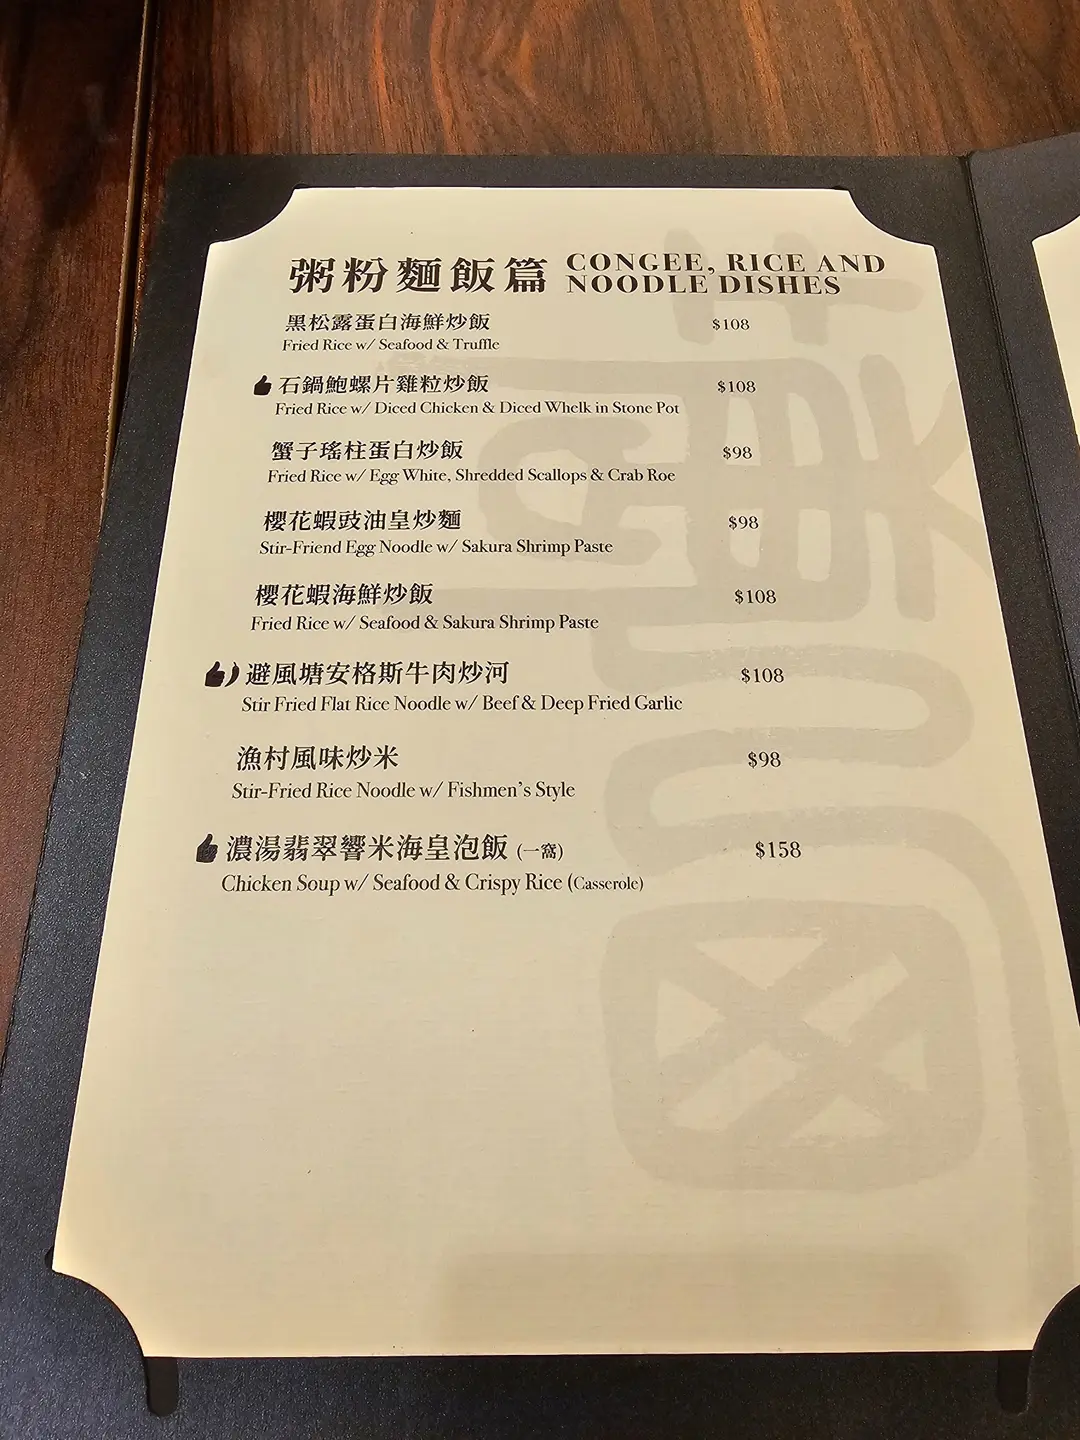 粥粉麵飯篇 CONGEE, RICE AND
NOODLE DISHES
黑松露蛋白海鮮炒飯 $108
Fried Rice w/ Seafood & Truffle
石鍋鮑螺片雞粒炒飯 $108
Fried Rice w/ Diced Chicken & Diced Whelk in Stone Pot
蟹子瑤柱蛋白炒飯 $98
Fried Rice w/ Egg White, Shredded Scallops & Crab Roe
櫻花蝦豉油皇炒麵 $98
Stir-Friend Egg Noodle w/ Sakura Shrimp Paste
櫻花蝦海鮮炒飯 $108
Fried Rice w/ Seafood & Sakura Shrimp Paste
避風塘安格斯牛肉炒河 $108
Stir Fried Flat Rice Noodle w/ Beef & Deep Fried Garlic
漁村風味炒米 $98
Stir-Fried Rice Noodle w/ Fishmen's Style
濃湯翡翠響米海皇泡飯 (一窩) $158
Chicken Soup w/ Seafood & Crispy Rice (Casserole)